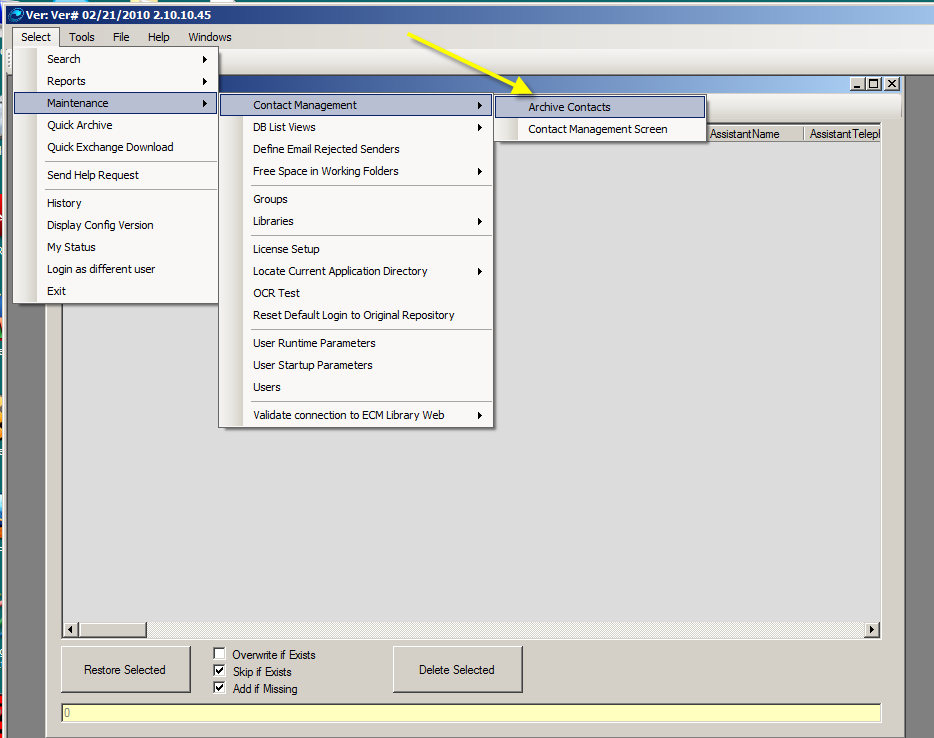 Ver: Ver# 02/21/2010 2.10.10.45
Select Tools File Help Windows
Search
Reports
Maintenance
Quick Archive
Quick Exchange Download
Send Help Request
History
Display Config Version
My Status
Login as different user
Exit
Contact Management
DB List Views
Define Email Rejected Senders
Free Space in Working Folders
Groups
Libraries
License Setup
Locate Current Application Directory
OCR Test
Reset Default Login to Original Repository
User Runtime Parameters
User Startup Parameters
Users
Validate connection to ECM Library Web
Archive Contacts
Contact Management Screen
AssistantName AssistantTelepl
Restore Selected
Overwrite if Exists
Skip if Exists
Add if Missing
Delete Selected
0